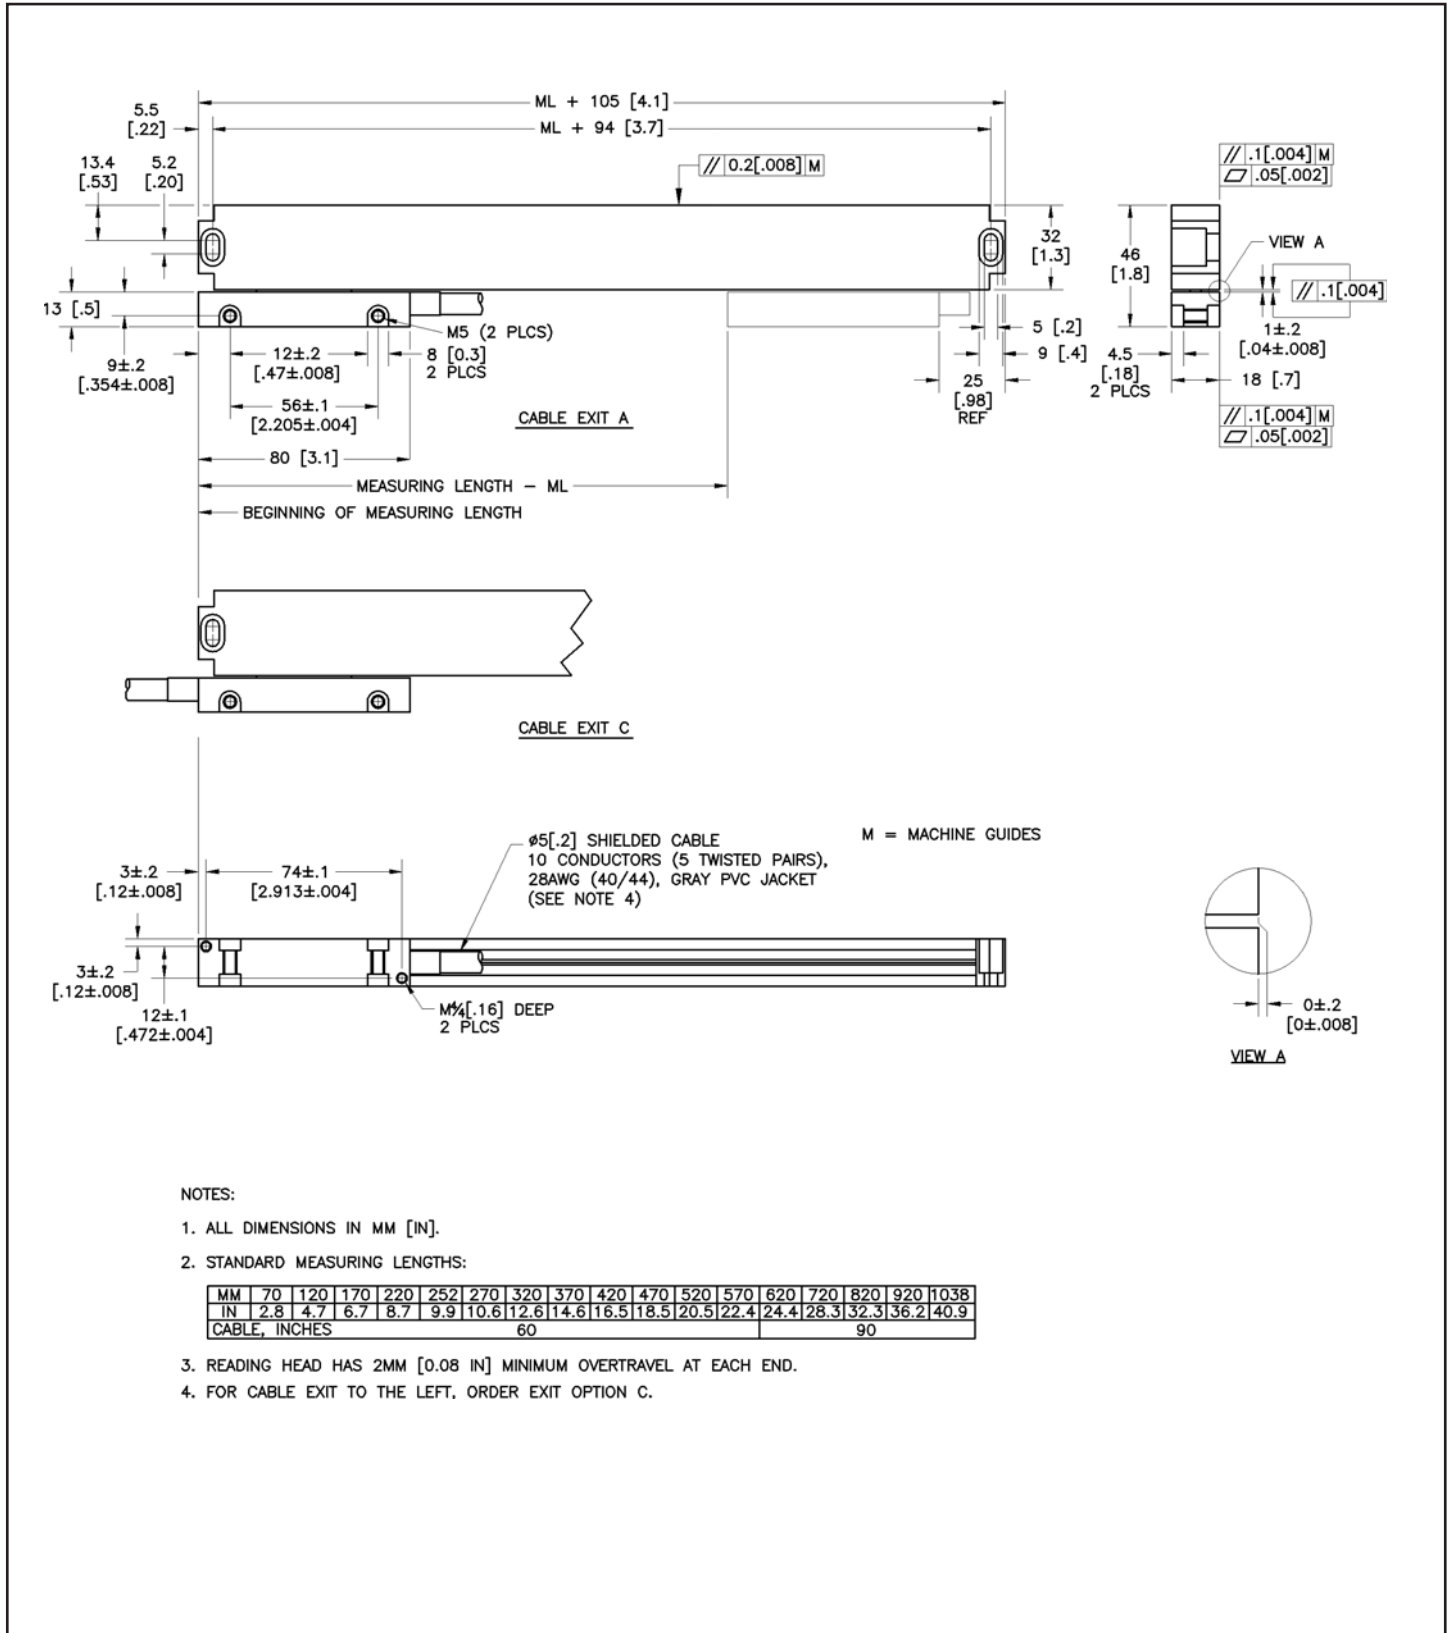 ML + 105 [4.1]
5.5
[.22]
ML + 94 [3.7]
13.4
[.53]
5.2
[.20]
// 0.2[.008] M
// .1[.004] M
⏥ .05[.002]
32
[1.3]
46
[1.8]
VIEW A
// .1[.004]
13 [.5]
M5 (2 PLCS)
5 [.2]
1±.2
[.04±.008]
9±.2
[.354±.008]
12±.2
[.47±.008]
8 [0.3]
2 PLCS
9 [.4]
4.5
[.18]
2 PLCS
18 [.7]
25
[.98]
REF
56±.1
[2.205±.004]
CABLE EXIT A
// .1[.004] M
⏥ .05[.002]
80 [3.1]
MEASURING LENGTH – ML
BEGINNING OF MEASURING LENGTH
CABLE EXIT C
ø5[.2] SHIELDED CABLE
10 CONDUCTORS (5 TWISTED PAIRS),
28AWG (40/44), GRAY PVC JACKET
(SEE NOTE 4)
M = MACHINE GUIDES
3±.2
[.12±.008]
74±.1
[2.913±.004]
3±.2
[.12±.008]
12±.1
[.472±.004]
[.16] DEEP
2 PLCS
0±.2
[0±.008]
VIEW A
NOTES:
1. ALL DIMENSIONS IN MM [IN].
2. STANDARD MEASURING LENGTHS:
MM 70 120 170 220 252 270 320 370 420 470 520 570 620 720 820 920 1038
IN 2.8 4.7 6.7 8.7 9.9 10.6 12.6 14.6 16.5 18.5 20.5 22.4 24.4 28.3 32.3 36.2 40.9
CABLE, INCHES 60 90
3. READING HEAD HAS 2MM [0.08 IN] MINIMUM OVERTRAVEL AT EACH END.
4. FOR CABLE EXIT TO THE LEFT, ORDER EXIT OPTION C.